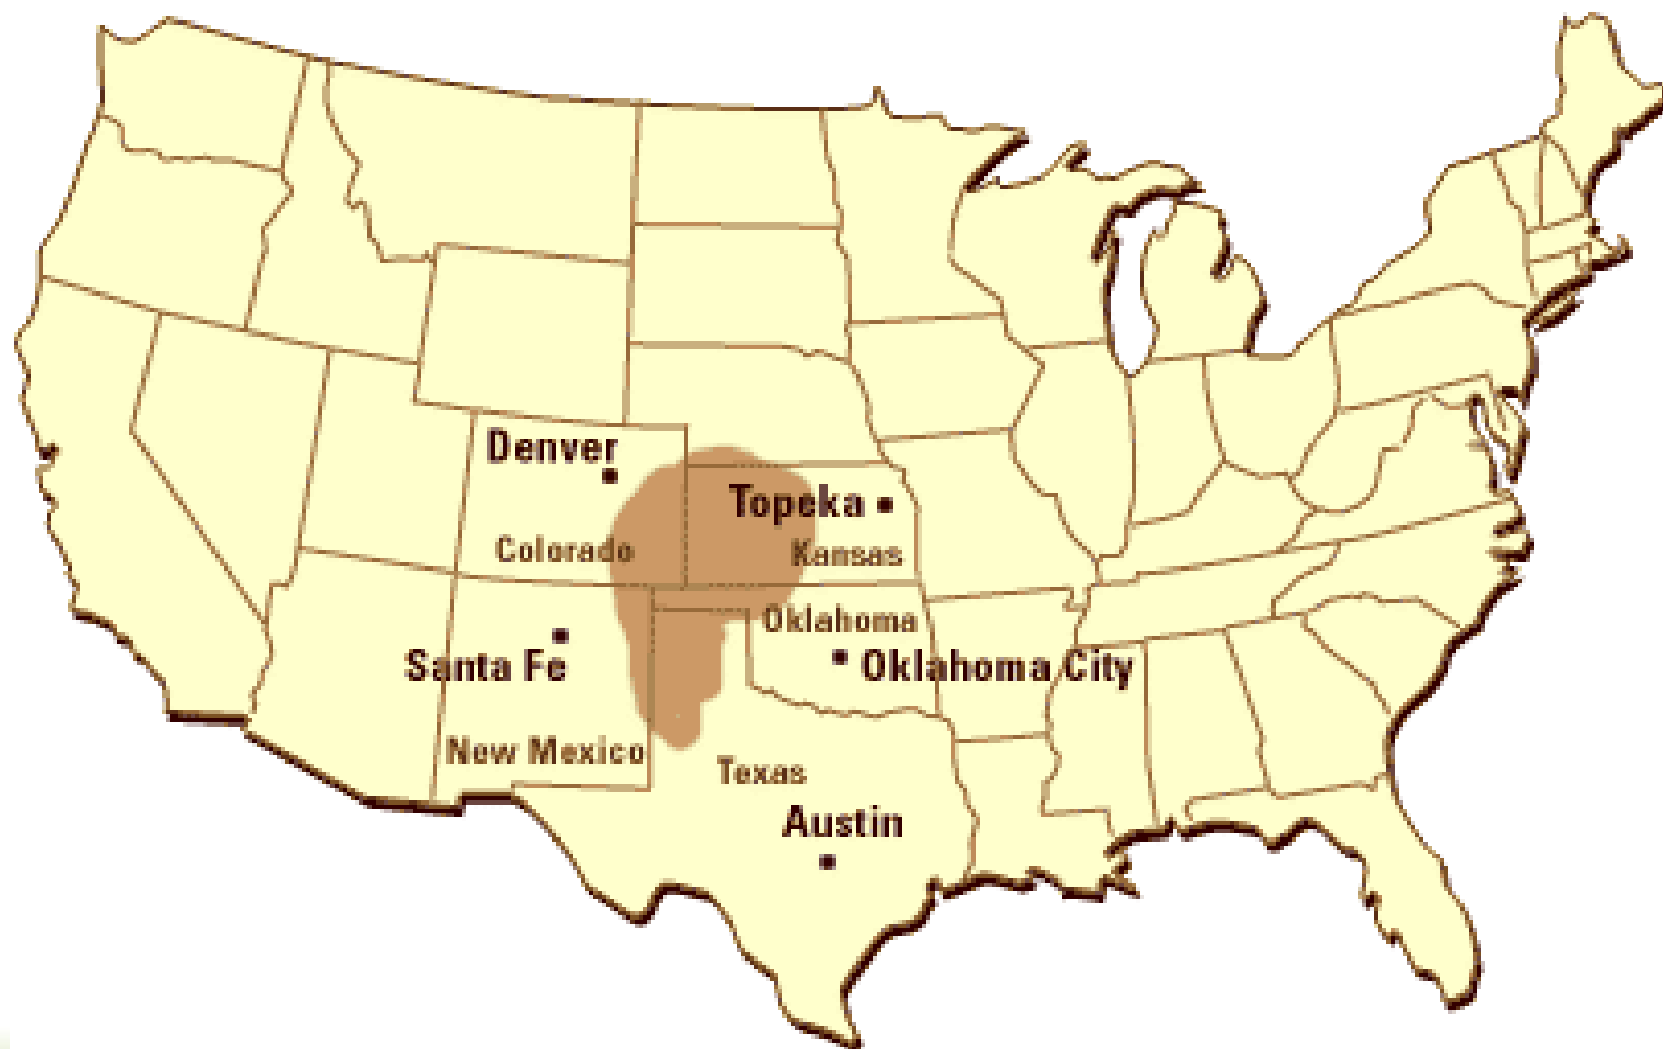 Denver
Topeka
Colorado
Kansas
Oklahoma
Santa Fe
Oklahoma City
New Mexico
Texas
Austin